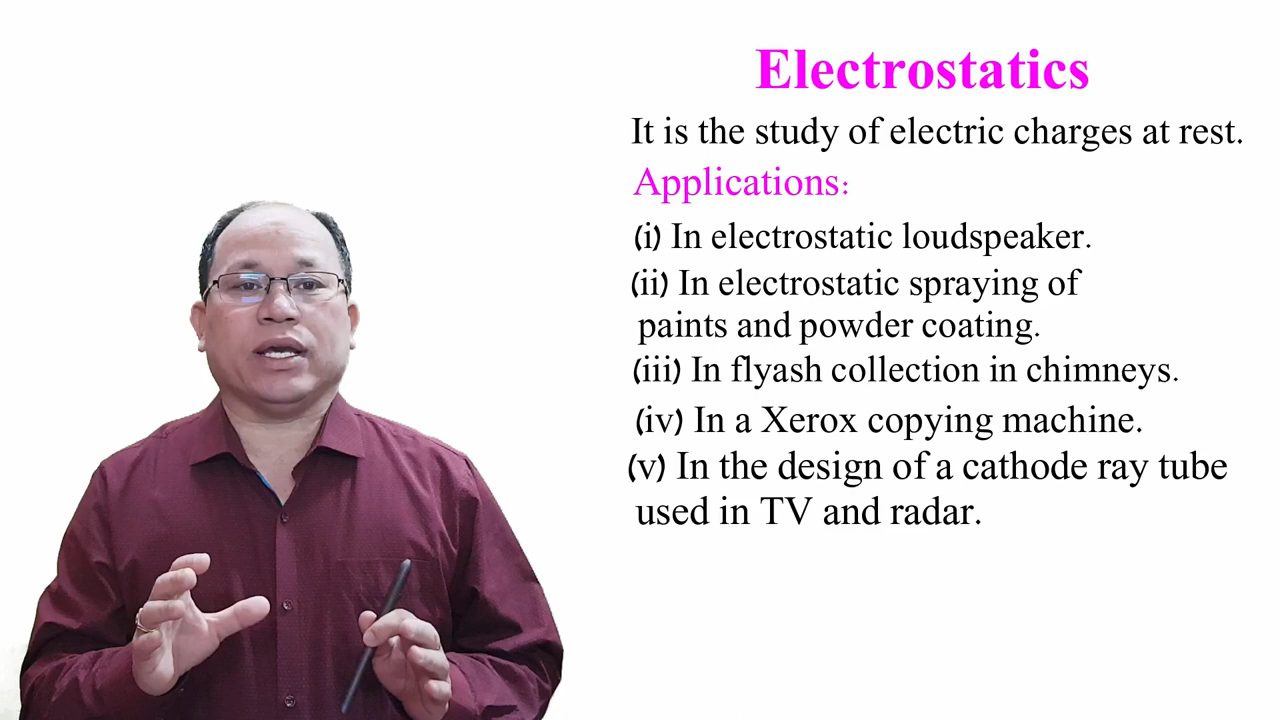 Electrostatics
It is the study of electric charges at rest.
Applications:
(i) In electrostatic loudspeaker.
(ii) In electrostatic spraying of
paints and powder coating.
(iii) In flyash collection in chimneys.
(iv) In a Xerox copying machine.
(v) In the design of a cathode ray tube
used in TV and radar.